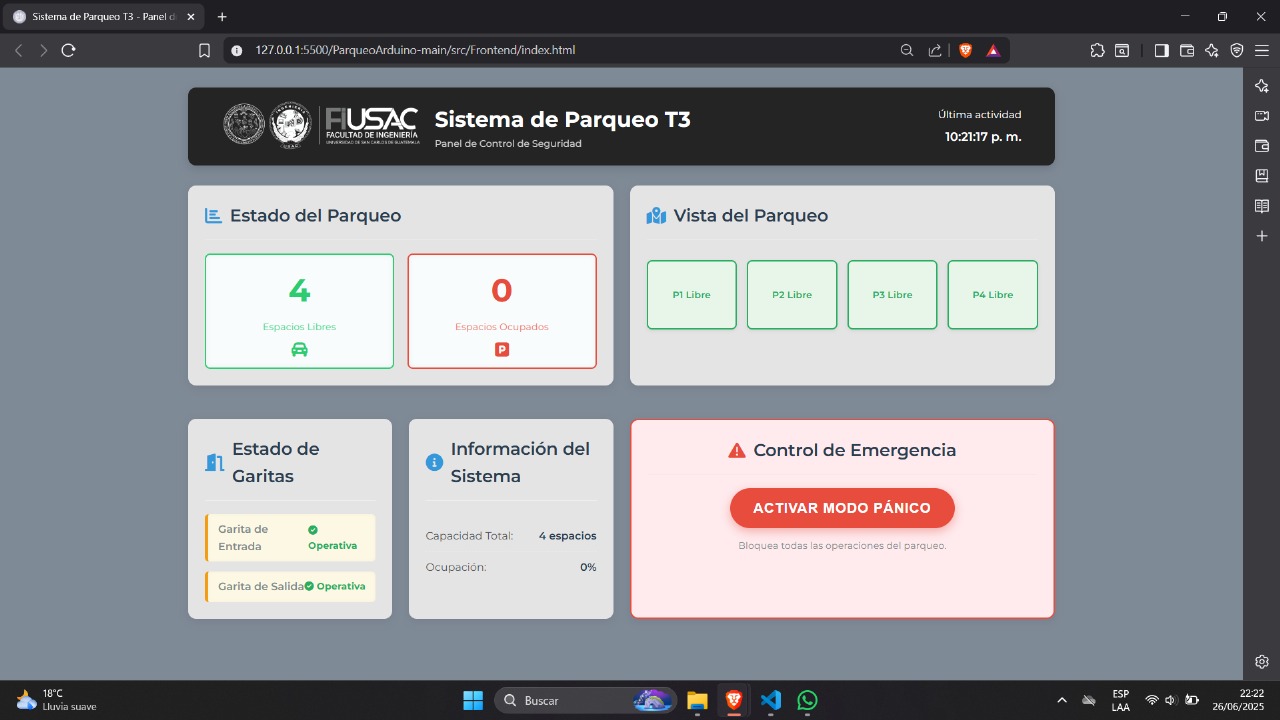 Sistema de Parqueo T3 - Panel d
127.0.0.1:5500/ParqueoArduino-main/src/Frontend/index.html
FIUSAC
FACULTAD DE INGENIERÍA
UNIVERSIDAD DE SAN CARLOS DE GUATEMALA
Sistema de Parqueo T3
Panel de Control de Seguridad
Última actividad
10:21:17 p. m.
Estado del Parqueo
4
Espacios Libres
0
Espacios Ocupados
P
Vista del Parqueo
P1 Libre
P2 Libre
P3 Libre
P4 Libre
Estado de
Garitas
Garita de
Entrada
Operativa
Garita de Salida
Operativa
Información del
Sistema
Capacidad Total:
4 espacios
Ocupación:
0%
Control de Emergencia
ACTIVAR MODO PÁNICO
Bloquea todas las operaciones del parqueo.
18°C
Lluvia suave
Buscar
ESP
LAA
22:22
26/06/2025